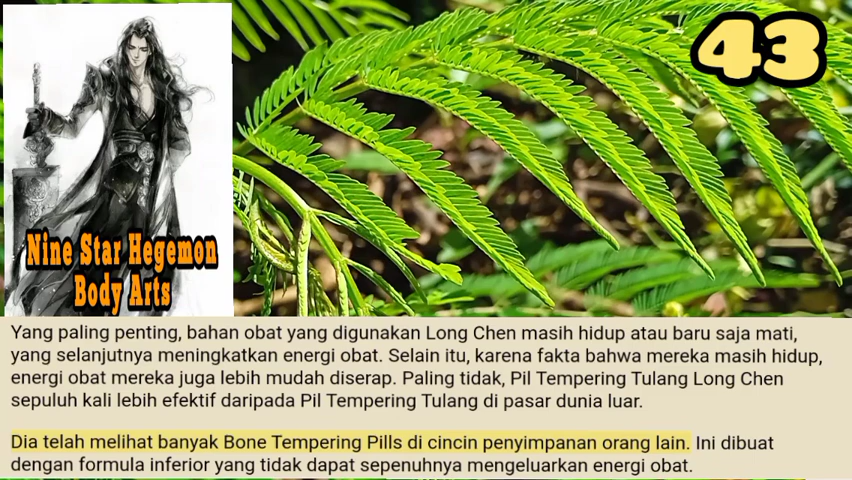 43
Nine Star Hegemon
Body Arts
Yang paling penting, bahan obat yang digunakan Long Chen masih hidup atau baru saja mati,
yang selanjutnya meningkatkan energi obat. Selain itu, karena fakta bahwa mereka masih hidup,
energi obat mereka juga lebih mudah diserap. Paling tidak, Pil Tempering Tulang Long Chen
sepuluh kali lebih efektif daripada Pil Tempering Tulang di pasar dunia luar.
Dia telah melihat banyak Bone Tempering Pills di cincin penyimpanan orang lain. Ini dibuat
dengan formula inferior yang tidak dapat sepenuhnya mengeluarkan energi obat.